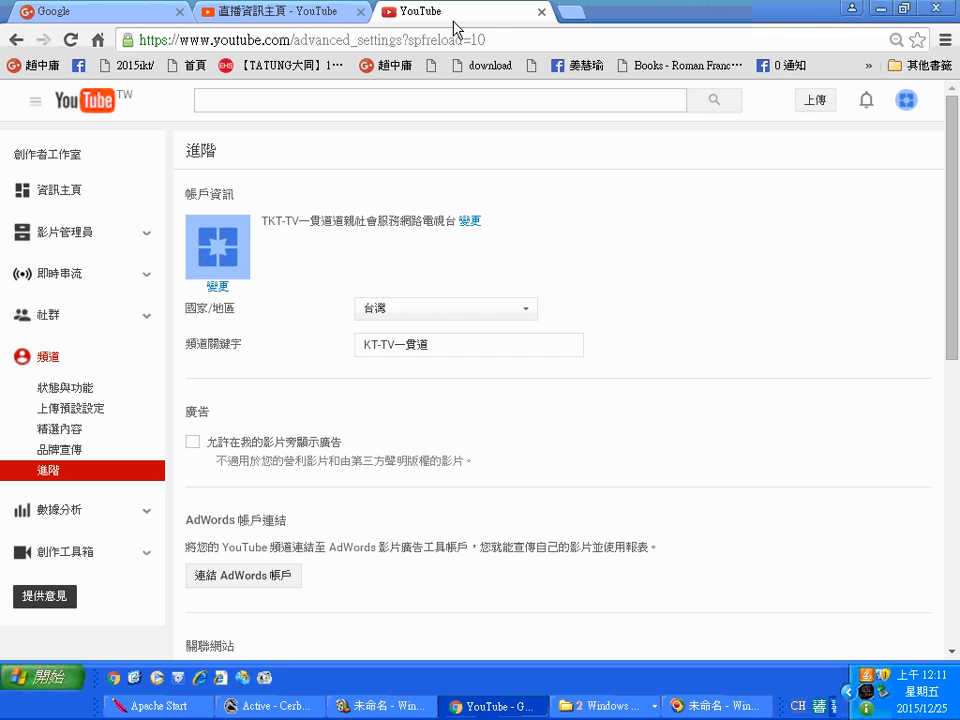 Google
直播資訊主頁 - YouTube
YouTube
https://www.youtube.com/advanced_settings?spfreload=10
趙中庸
2015ikt/
首頁
EHS
【TATUNG大同】1…
趙中庸
download
姜慧瑜
Books - Roman Franc…
0 通知
»
其他書籤
YouTube TW
上傳
創作者工作室
資訊主頁
影片管理員
即時串流
社群
頻道
狀態與功能
上傳預設設定
精選內容
品牌宣傳
進階
數據分析
創作工具箱
提供意見
進階
帳戶資訊
TKT-TV一貫道道親社會服務網路電視台 變更
變更
國家/地區
台灣
頻道關鍵字
KT-TV一貫道
廣告
允許在我的影片旁顯示廣告
不適用於您的營利影片和由第三方聲明版權的影片。
AdWords 帳戶連結
將您的 YouTube 頻道連結至 AdWords 影片廣告工具帳戶，您就能宣傳自己的影片並使用報表。
連結 AdWords 帳戶
關聯網站
開始
Apache Start
Active - Cerb...
未命名 - Win...
YouTube - G...
2 Windows ...
未命名 - Win...
CH
上午 12:11
星期五
2015/12/25